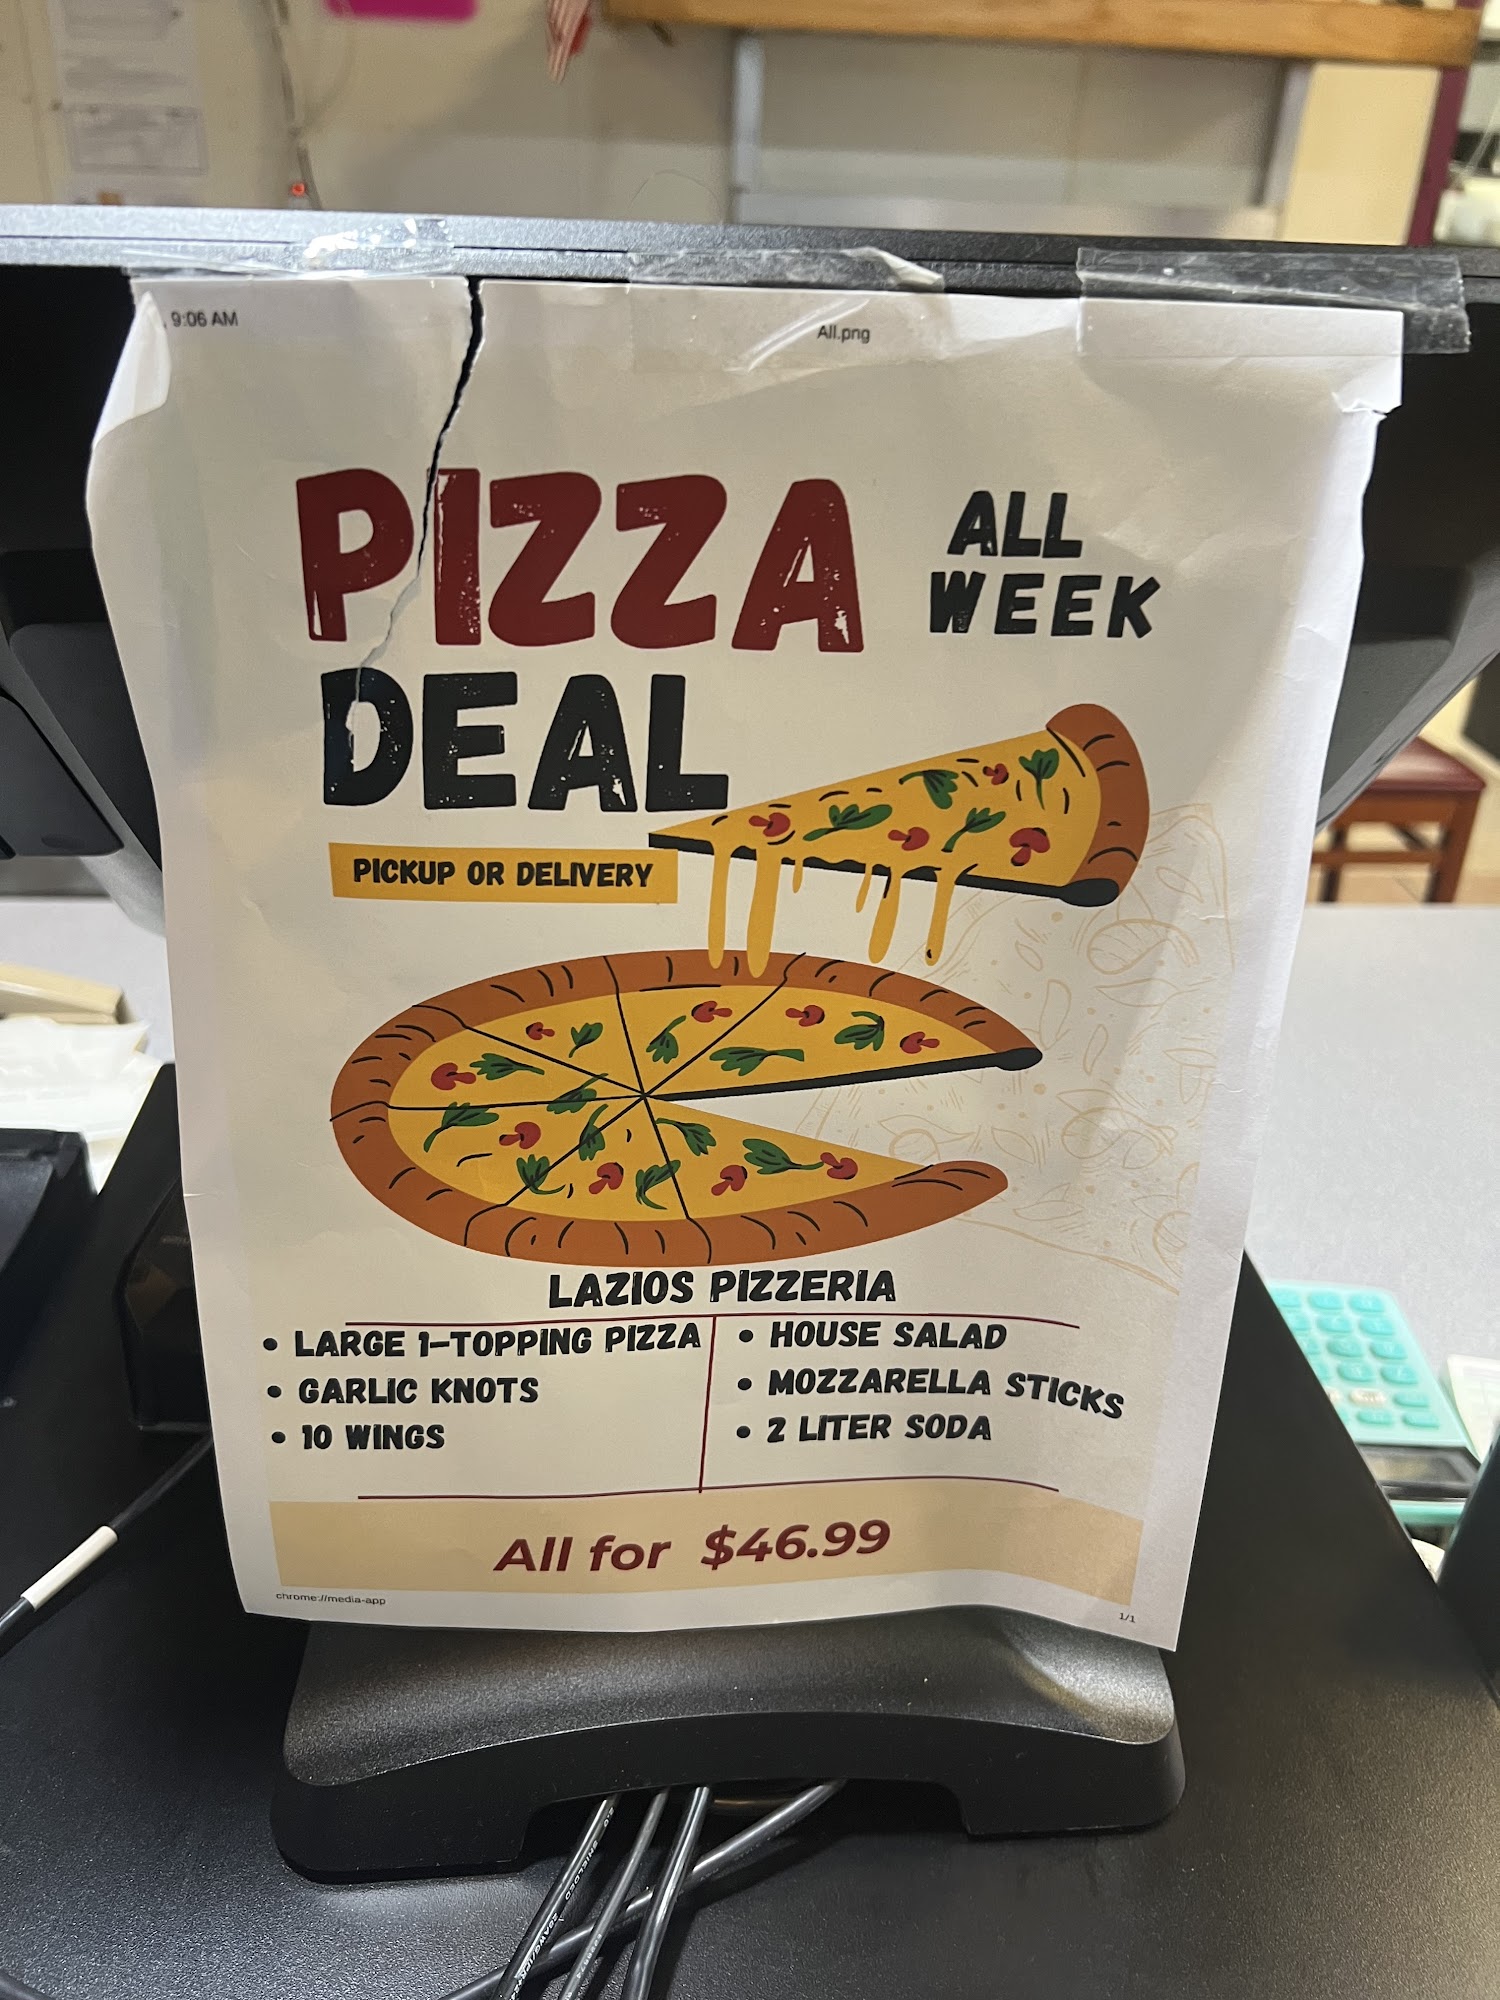 9:06 AM
All.png
PIZZA
DEAL
ALL
WEEK
PICKUP OR DELIVERY
LAZIOS PIZZERIA
• LARGE 1-TOPPING PIZZA
• GARLIC KNOTS
• 10 WINGS
• HOUSE SALAD
• MOZZARELLA STICKS
• 2 LITER SODA
All for $46.99
chrome://media-app
1/1